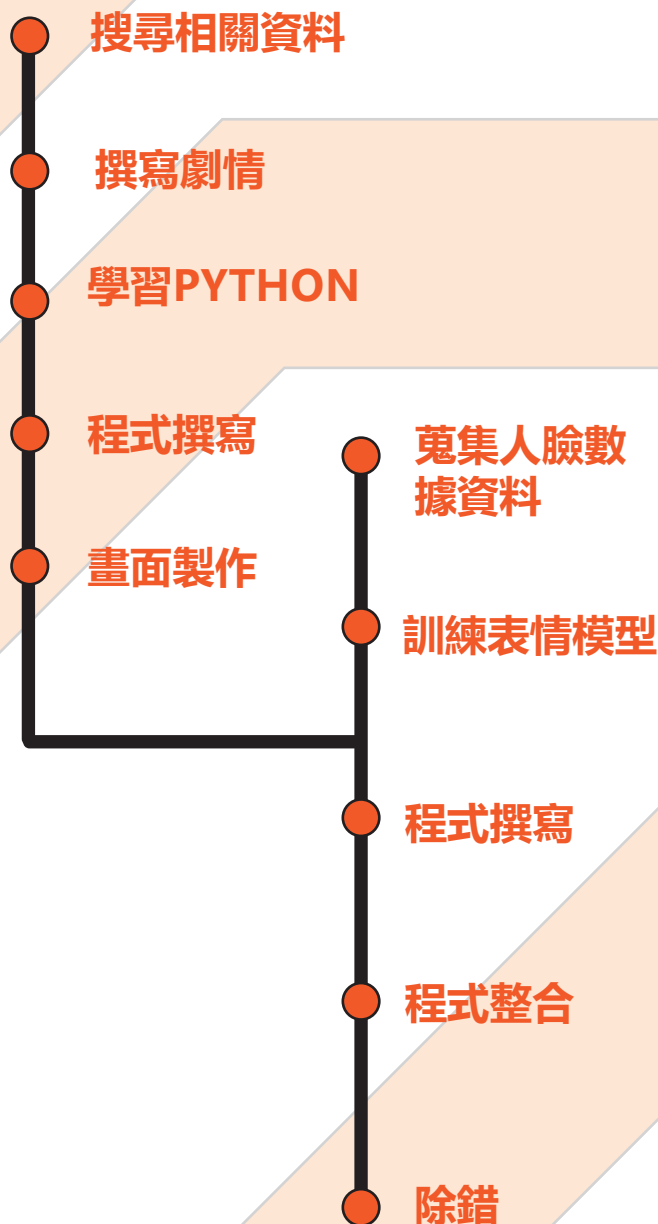 搜尋相關資料
撰寫劇情
學習PYTHON
程式撰寫
畫面製作
蒐集人臉數
據資料
訓練表情模型
程式撰寫
程式整合
除錯